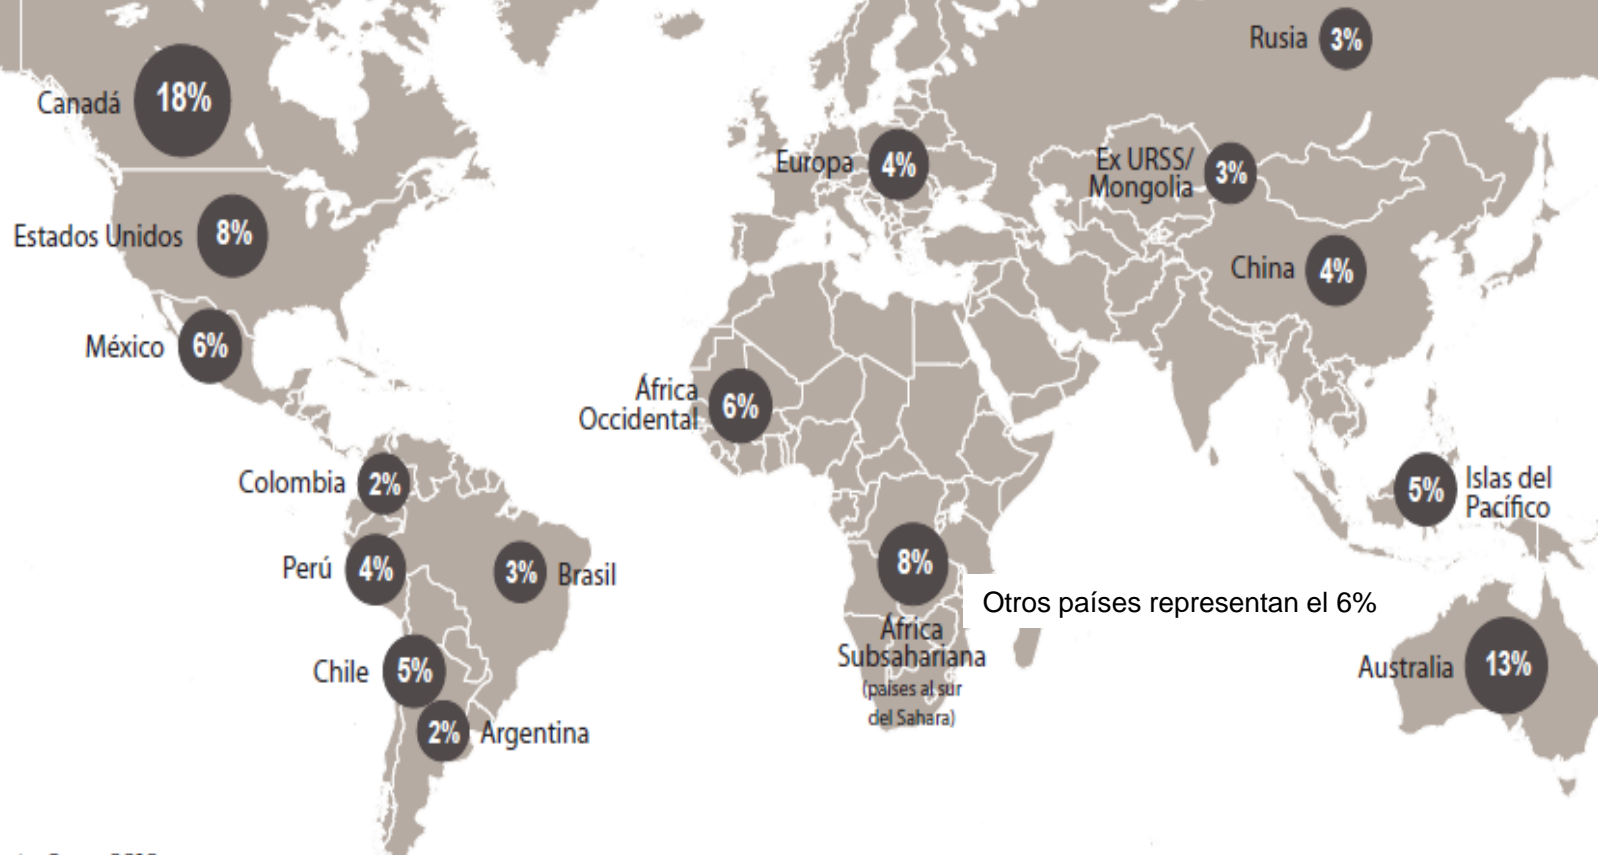 Rusia 3%
Canadá 18%
Europa 4%
Ex URSS/
Mongolia 3%
Estados Unidos 8%
China 4%
México 6%
África
Occidental 6%
Colombia 2%
Islas del
Pacífico 5%
Perú 4%
3% Brasil
8%
África
Subsahariana
(países al sur
del Sahara)
Otros países representan el 6%
Chile 5%
Australia 13%
2% Argentina